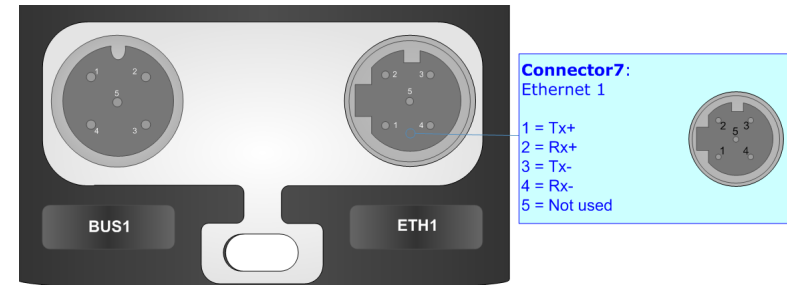 1 2
5
4 3
BUS1
2 3
5
1 4
ETH1
Connector7:
Ethernet 1
1 = Tx+
2 = Rx+
3 = Tx-
4 = Rx-
5 = Not used
2 3
5
1 4